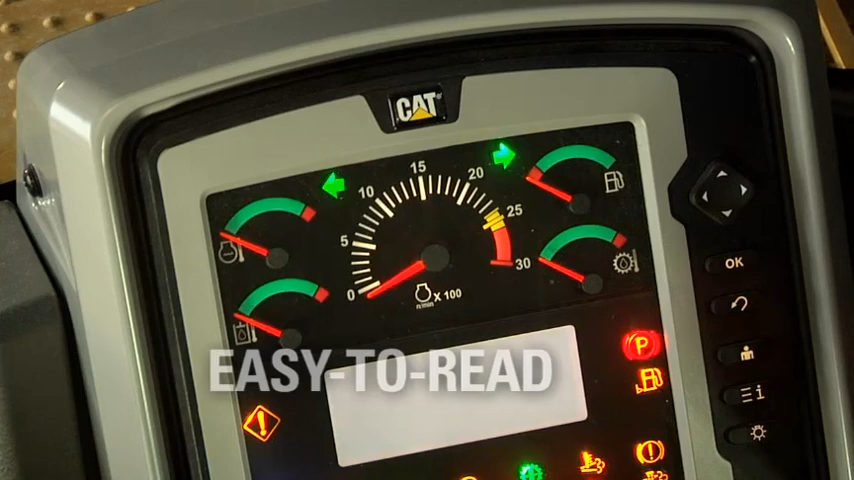 CAT
15
10
20
5
25
0
30
n/min X 100
OK
P
EASY-TO-READ
i
!